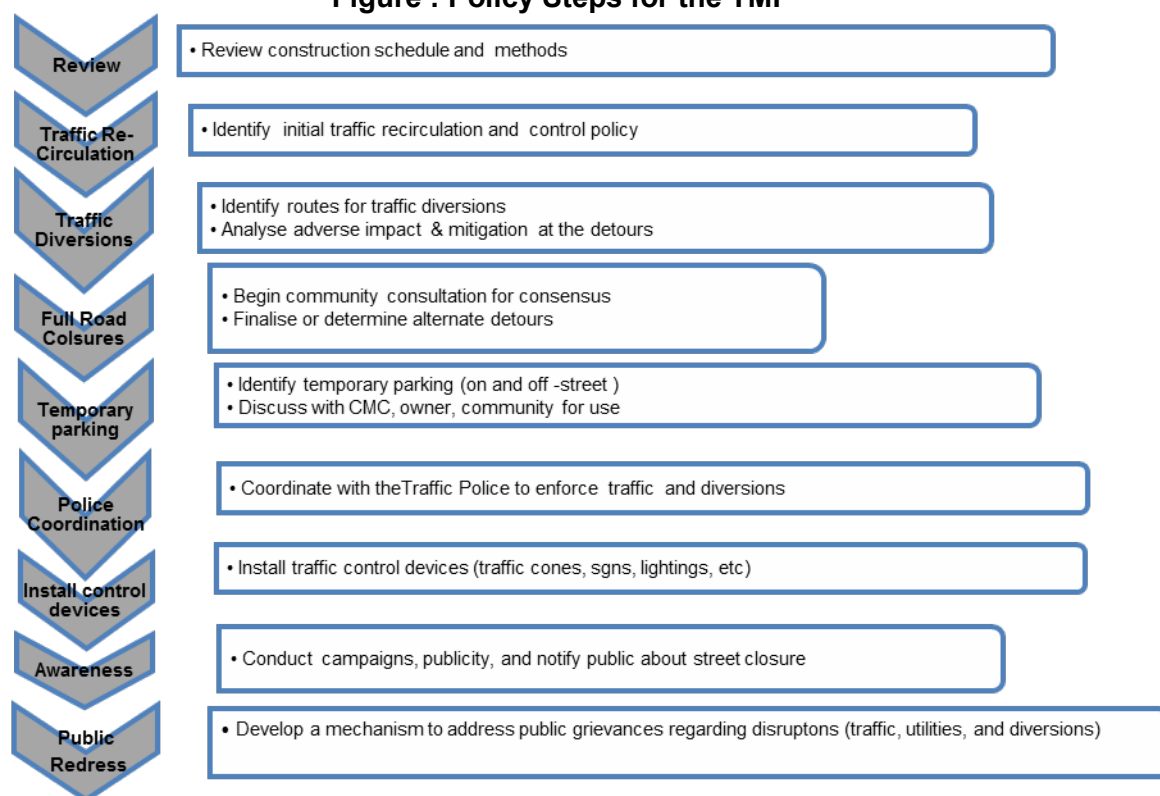 Figure : Policy Steps for the TMP
Review
• Review construction schedule and methods
Traffic Re-
Circulation
• Identify initial traffic recirculation and control policy
Traffic
Diversions
• Identify routes for traffic diversions
• Analyse adverse impact & mitigation at the detours
Full Road
Colsures
• Begin community consultation for consensus
• Finalise or determine alternate detours
Temporary
parking
• Identify temporary parking (on and off -street )
• Discuss with CMC, owner, community for use
Police
Coordination
• Coordinate with theTraffic Police to enforce traffic and diversions
Install control
devices
• Install traffic control devices (traffic cones, sgns, lightings, etc)
Awareness
• Conduct campaigns, publicity, and notify public about street closure
Public
Redress
• Develop a mechanism to address public grievances regarding disruptons (traffic, utilities, and diversions)